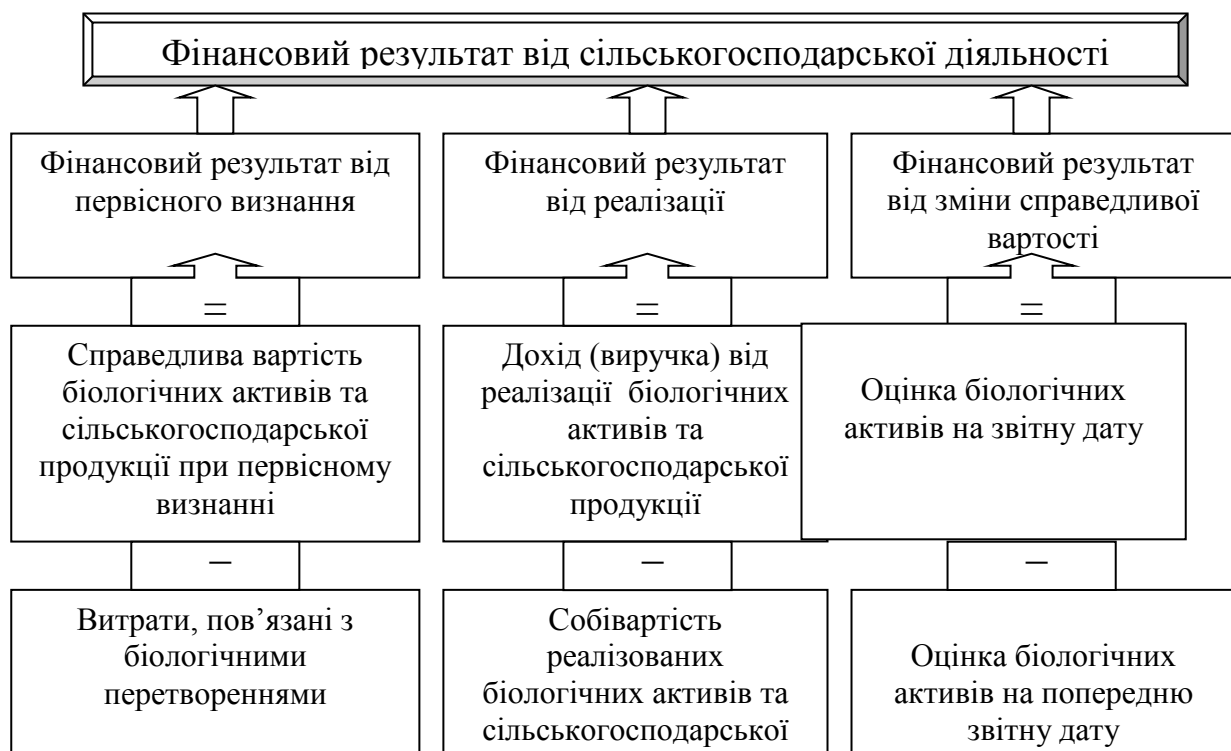 Фінансовий результат від сільськогосподарської діяльності
Фінансовий результат від
первісного визнання
Фінансовий результат
від реалізації
Фінансовий результат
від зміни справедливої
вартості
=
=
=
Справедлива вартість
біологічних активів та
сільськогосподарської
продукції при первісному
визнанні
Дохід (виручка) від
реалізації біологічних
активів та
сільськогосподарської
продукції
Оцінка біологічних
активів на звітну дату
–
–
–
Витрати, пов’язані з
біологічними
перетвореннями
Собівартість
реалізованих
біологічних активів та
сільськогосподарської
Оцінка біологічних
активів на попередню
звітну дату